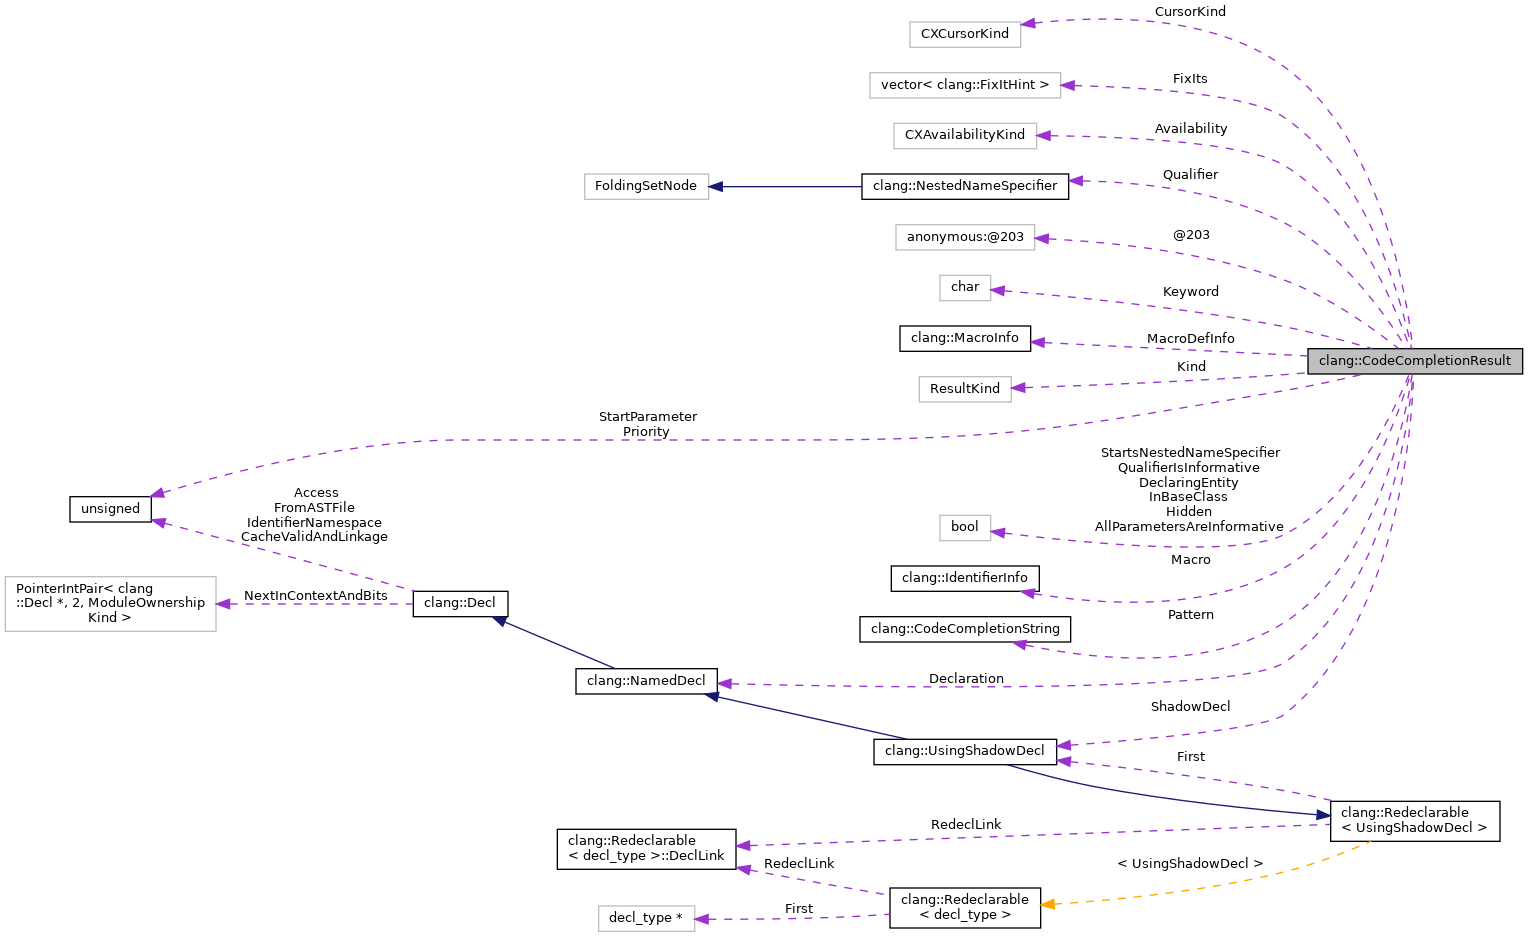 CursorKind
CXCursorKind
FixIts
vector< clang::FixItHint >
Availability
CXAvailabilityKind
Qualifier
FoldingSetNode
clang::NestedNameSpecifier
@203
anonymous:@203
char
Keyword
clang::MacroInfo
MacroDefInfo
clang::CodeCompletionResult
Kind
ResultKind
StartParameter
Priority
StartsNestedNameSpecifier
QualifierIsInformative
DeclaringEntity
InBaseClass
Hidden
AllParametersAreInformative
bool
Access
FromASTFile
IdentifierNamespace
CacheValidAndLinkage
unsigned
Macro
clang::IdentifierInfo
PointerIntPair< clang
::Decl *, 2, ModuleOwnership
Kind >
NextInContextAndBits
clang::Decl
Pattern
clang::CodeCompletionString
clang::NamedDecl
Declaration
ShadowDecl
clang::UsingShadowDecl
First
clang::Redeclarable
< UsingShadowDecl >
RedeclLink
clang::Redeclarable
< decl_type >::DeclLink
RedeclLink
< UsingShadowDecl >
clang::Redeclarable
< decl_type >
First
decl_type *